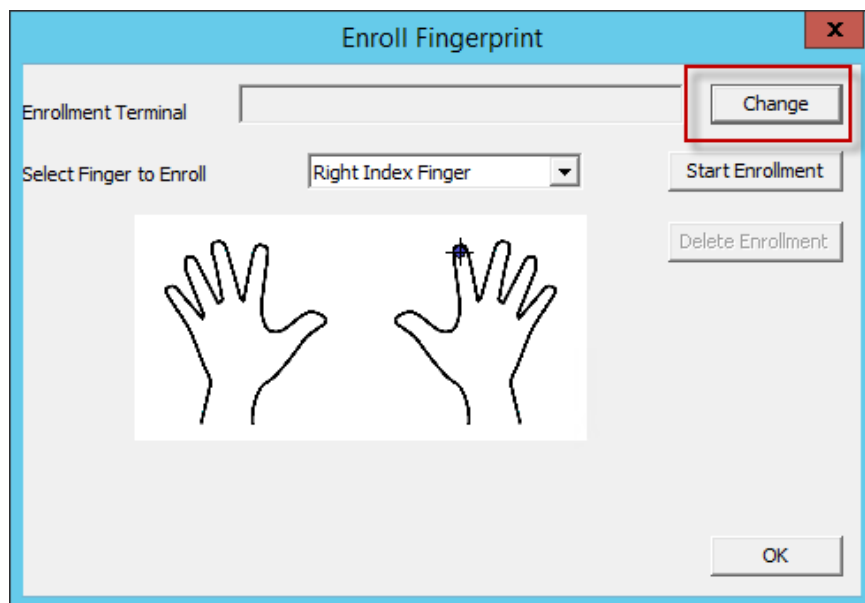 Enroll Fingerprint
x
Enrollment Terminal
Change
Select Finger to Enroll
Right Index Finger
Start Enrollment
Delete Enrollment
OK